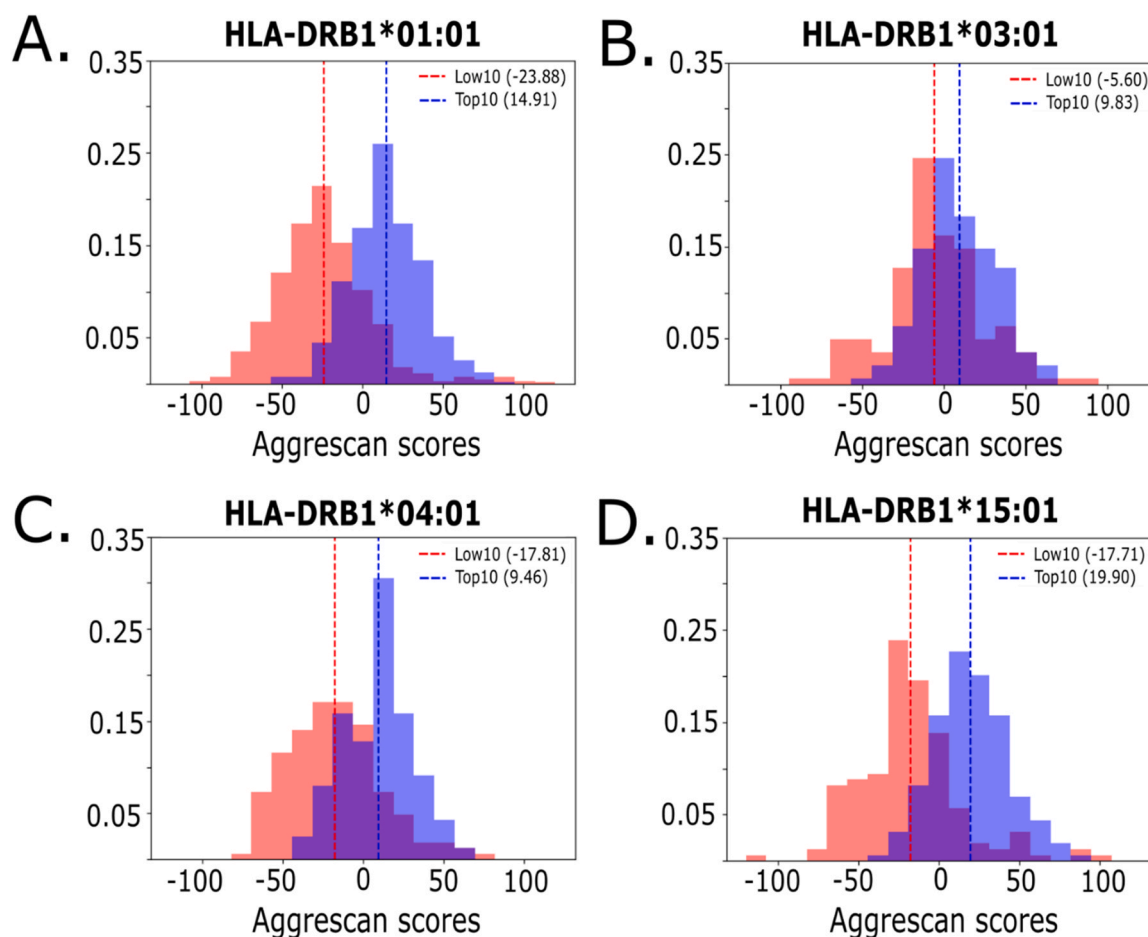 A.
HLA-DRB1*01:01
0.35
0.25
0.15
0.05
Low10 (-23.88)
Top10 (14.91)
-100 -50 0 50 100
Aggrescan scores
B.
HLA-DRB1*03:01
0.35
0.25
0.15
0.05
Low10 (-5.60)
Top10 (9.83)
-100 -50 0 50 100
Aggrescan scores
C.
HLA-DRB1*04:01
0.35
0.25
0.15
0.05
Low10 (-17.81)
Top10 (9.46)
-100 -50 0 50 100
Aggrescan scores
D.
HLA-DRB1*15:01
0.35
0.25
0.15
0.05
Low10 (-17.71)
Top10 (19.90)
-100 -50 0 50 100
Aggrescan scores